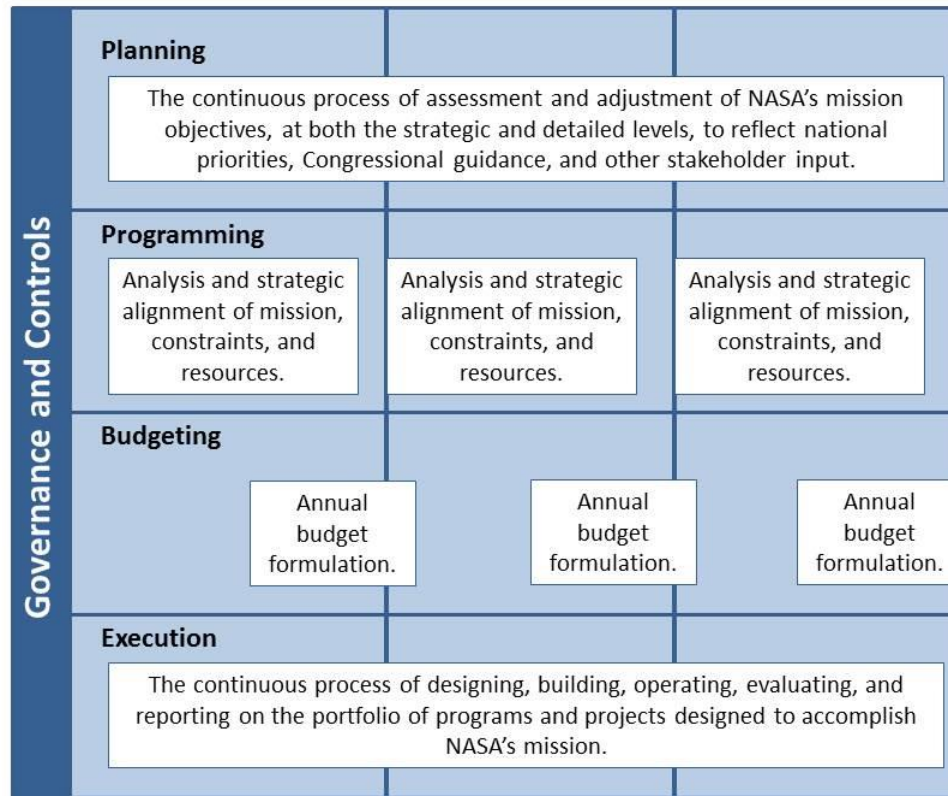 Governance and Controls
Planning
The continuous process of assessment and adjustment of NASA’s mission
objectives, at both the strategic and detailed levels, to reflect national
priorities, Congressional guidance, and other stakeholder input.
Programming
Analysis and strategic
alignment of mission,
constraints, and
resources.
Analysis and strategic
alignment of mission,
constraints, and
resources.
Analysis and strategic
alignment of mission,
constraints, and
resources.
Budgeting
Annual
budget
formulation.
Annual
budget
formulation.
Annual
budget
formulation.
Execution
The continuous process of designing, building, operating, evaluating, and
reporting on the portfolio of programs and projects designed to accomplish
NASA’s mission.